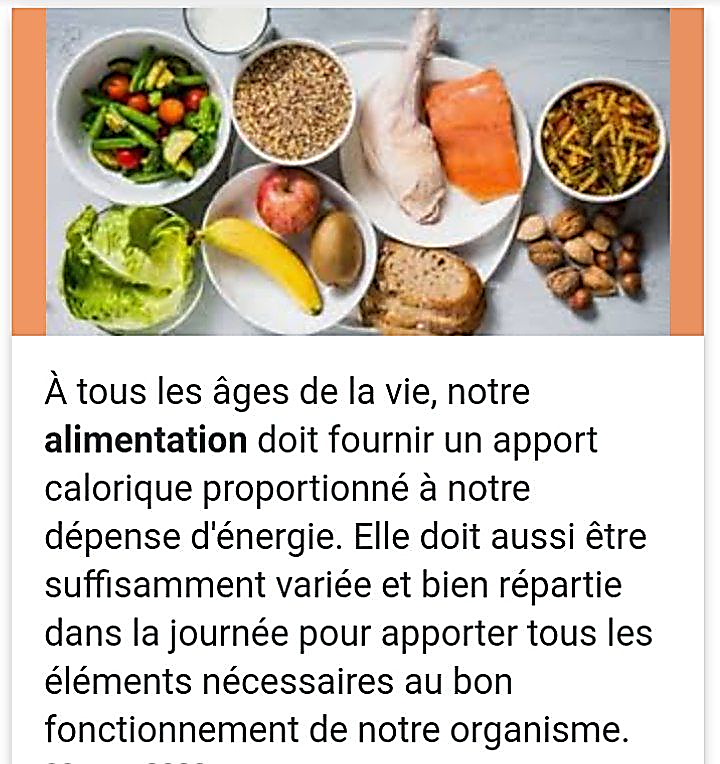 À tous les âges de la vie, notre
alimentation doit fournir un apport
calorique proportionné à notre
dépense d'énergie. Elle doit aussi être
suffisamment variée et bien répartie
dans la journée pour apporter tous les
éléments nécessaires au bon
fonctionnement de notre organisme.